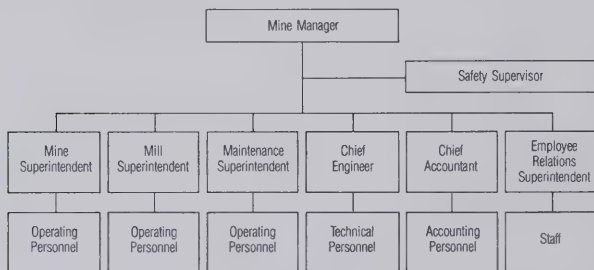 Mine Manager
Safety Supervisor
Mine
Superintendent
Mill
Superintendent
Maintenance
Superintendent
Chief
Engineer
Chief
Accountant
Employee
Relations
Superintendent
Operating
Personnel
Operating
Personnel
Operating
Personnel
Technical
Personnel
Accounting
Personnel
Staff